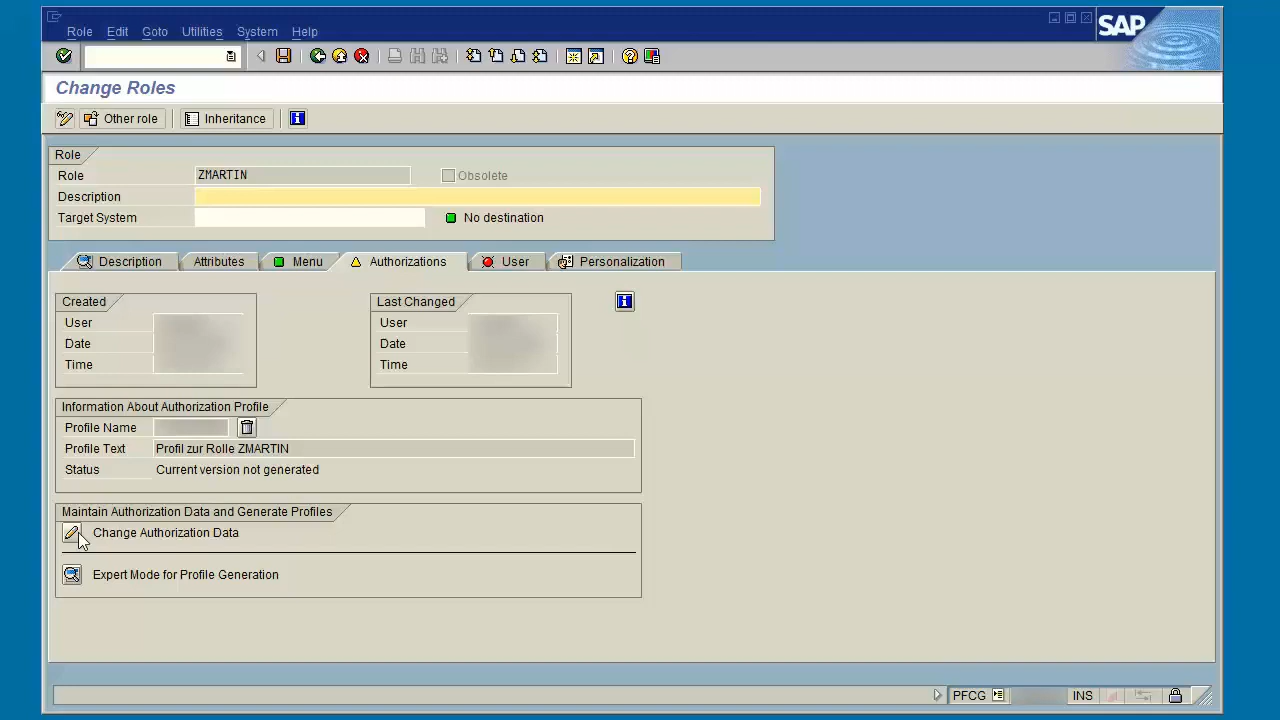 Role Edit Goto Utilities System Help
SAP
Change Roles
Other role Inheritance
Role
Role ZMARTIN Obsolete
Description
Target System No destination
Description Attributes Menu Authorizations User Personalization
Created Last Changed
User User
Date Date
Time Time
Information About Authorization Profile
Profile Name
Profile Text Profil zur Rolle ZMARTIN
Status Current version not generated
Maintain Authorization Data and Generate Profiles
Change Authorization Data
Expert Mode for Profile Generation
PFCG INS